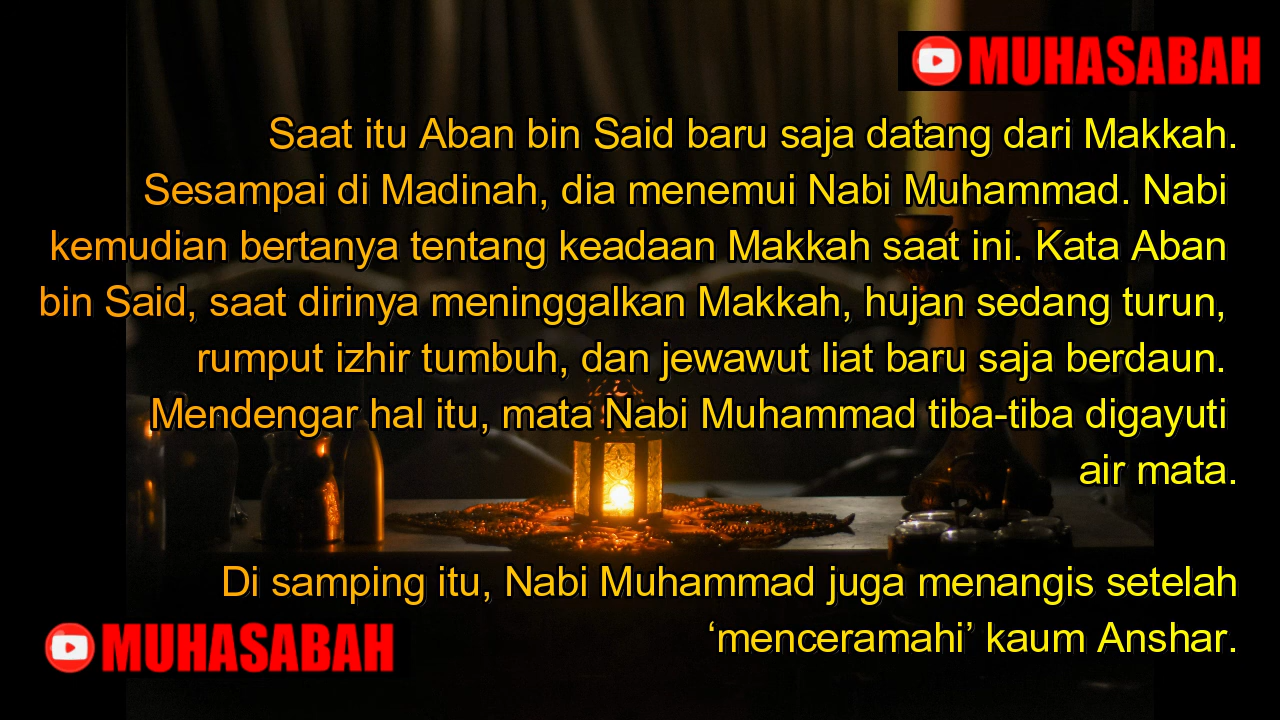 MUHASABAH
Saat itu Aban bin Said baru saja datang dari Makkah.
Sesampai di Madinah, dia menemui Nabi Muhammad. Nabi
kemudian bertanya tentang keadaan Makkah saat ini. Kata Aban
bin Said, saat dirinya meninggalkan Makkah, hujan sedang turun,
rumput izhir tumbuh, dan jewawut liat baru saja berdaun.
Mendengar hal itu, mata Nabi Muhammad tiba-tiba digayuti
air mata.
Di samping itu, Nabi Muhammad juga menangis setelah
‘menceramahi’ kaum Anshar.
MUHASABAH